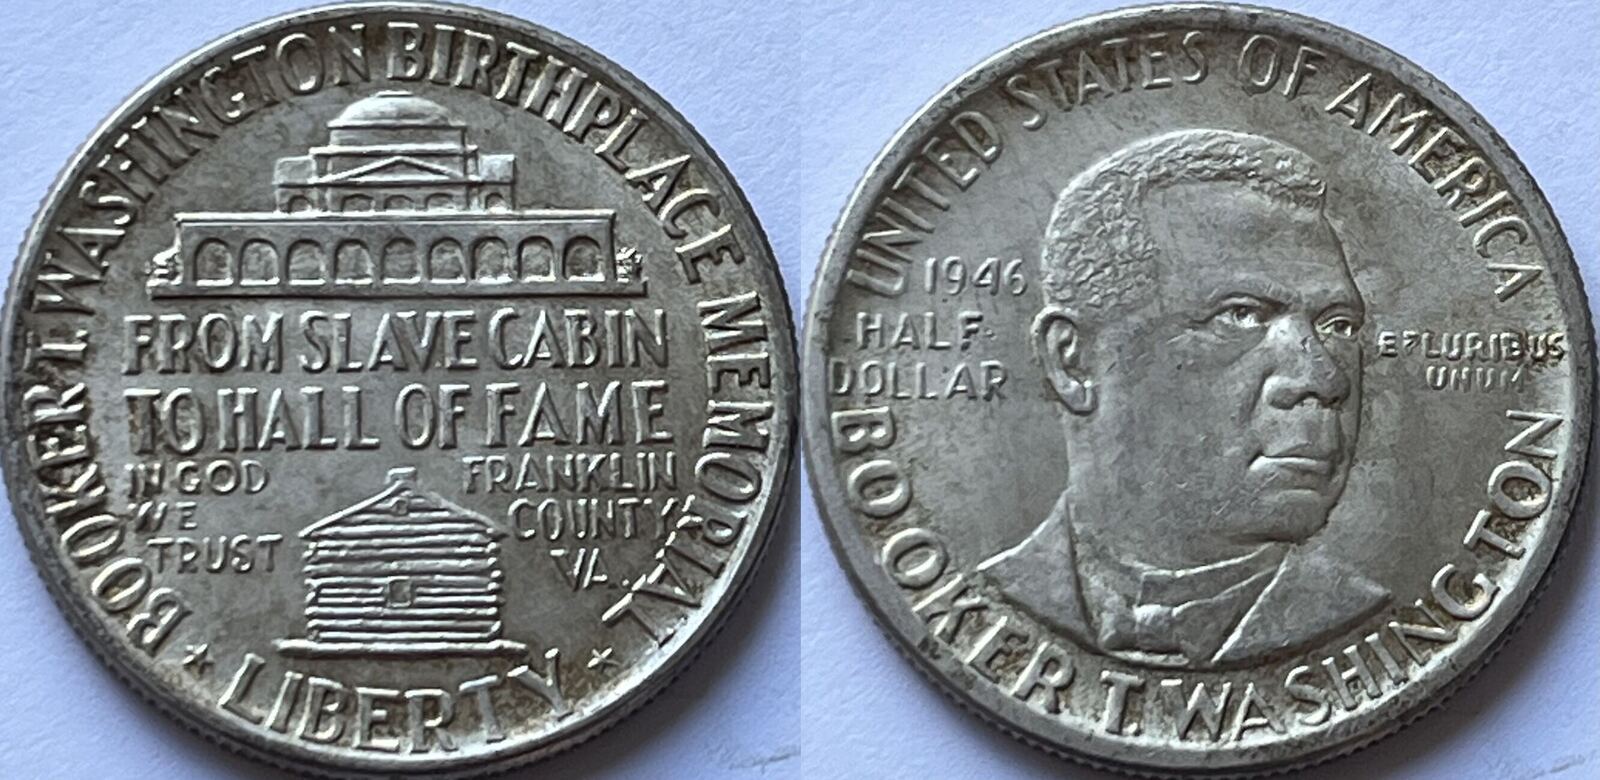 BOOKER T. WASHINGTON BIRTHPLACE MEMORIAL
FROM SLAVE CABIN
TO HALL OF FAME
IN GOD
WE
TRUST
FRANKLIN
COUNTY
VA.
LIBERTY
UNITED STATES OF AMERICA
1946
HALF
DOLLAR
E PLURIBUS
UNUM
BOOKER T. WASHINGTON